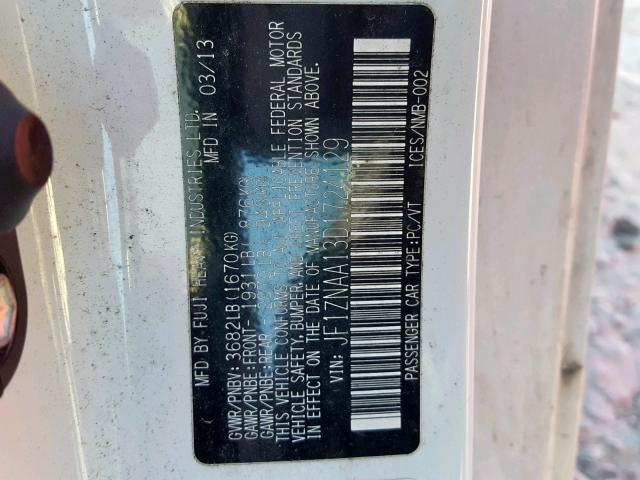 MFD BY FUJI HEAVY INDUSTRIES LTD.
MED IN 03/13
GVWR/PNBV: 3682LB(1670KG)
GAWR/PNBE:FRONT- 1931LB( 876KG)
GAWR/PNBE:REAR
THIS VEHICLE CONFORMS TO ALL APPLICABLE FEDERAL MOTOR
VEHICLE SAFETY, BUMPER, AND THEFT PREVENTION STANDARDS
IN EFFECT ON THE DATE OF MANUFACTURE SHOWN ABOVE.
VIN: JF1ZNAA13D1724129
PASSENGER CAR TYPE:PC/VT ICES/NMB-002